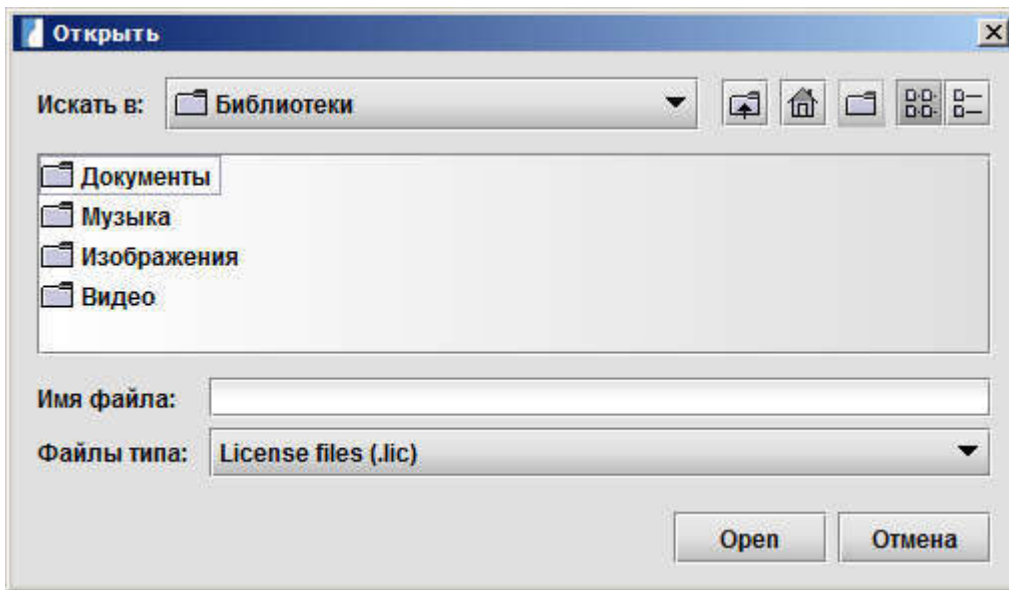 Открыть
Искать в: Библиотеки
Документы
Музыка
Изображения
Видео
Имя файла:
Файлы типа: License files (.lic)
Open Отмена